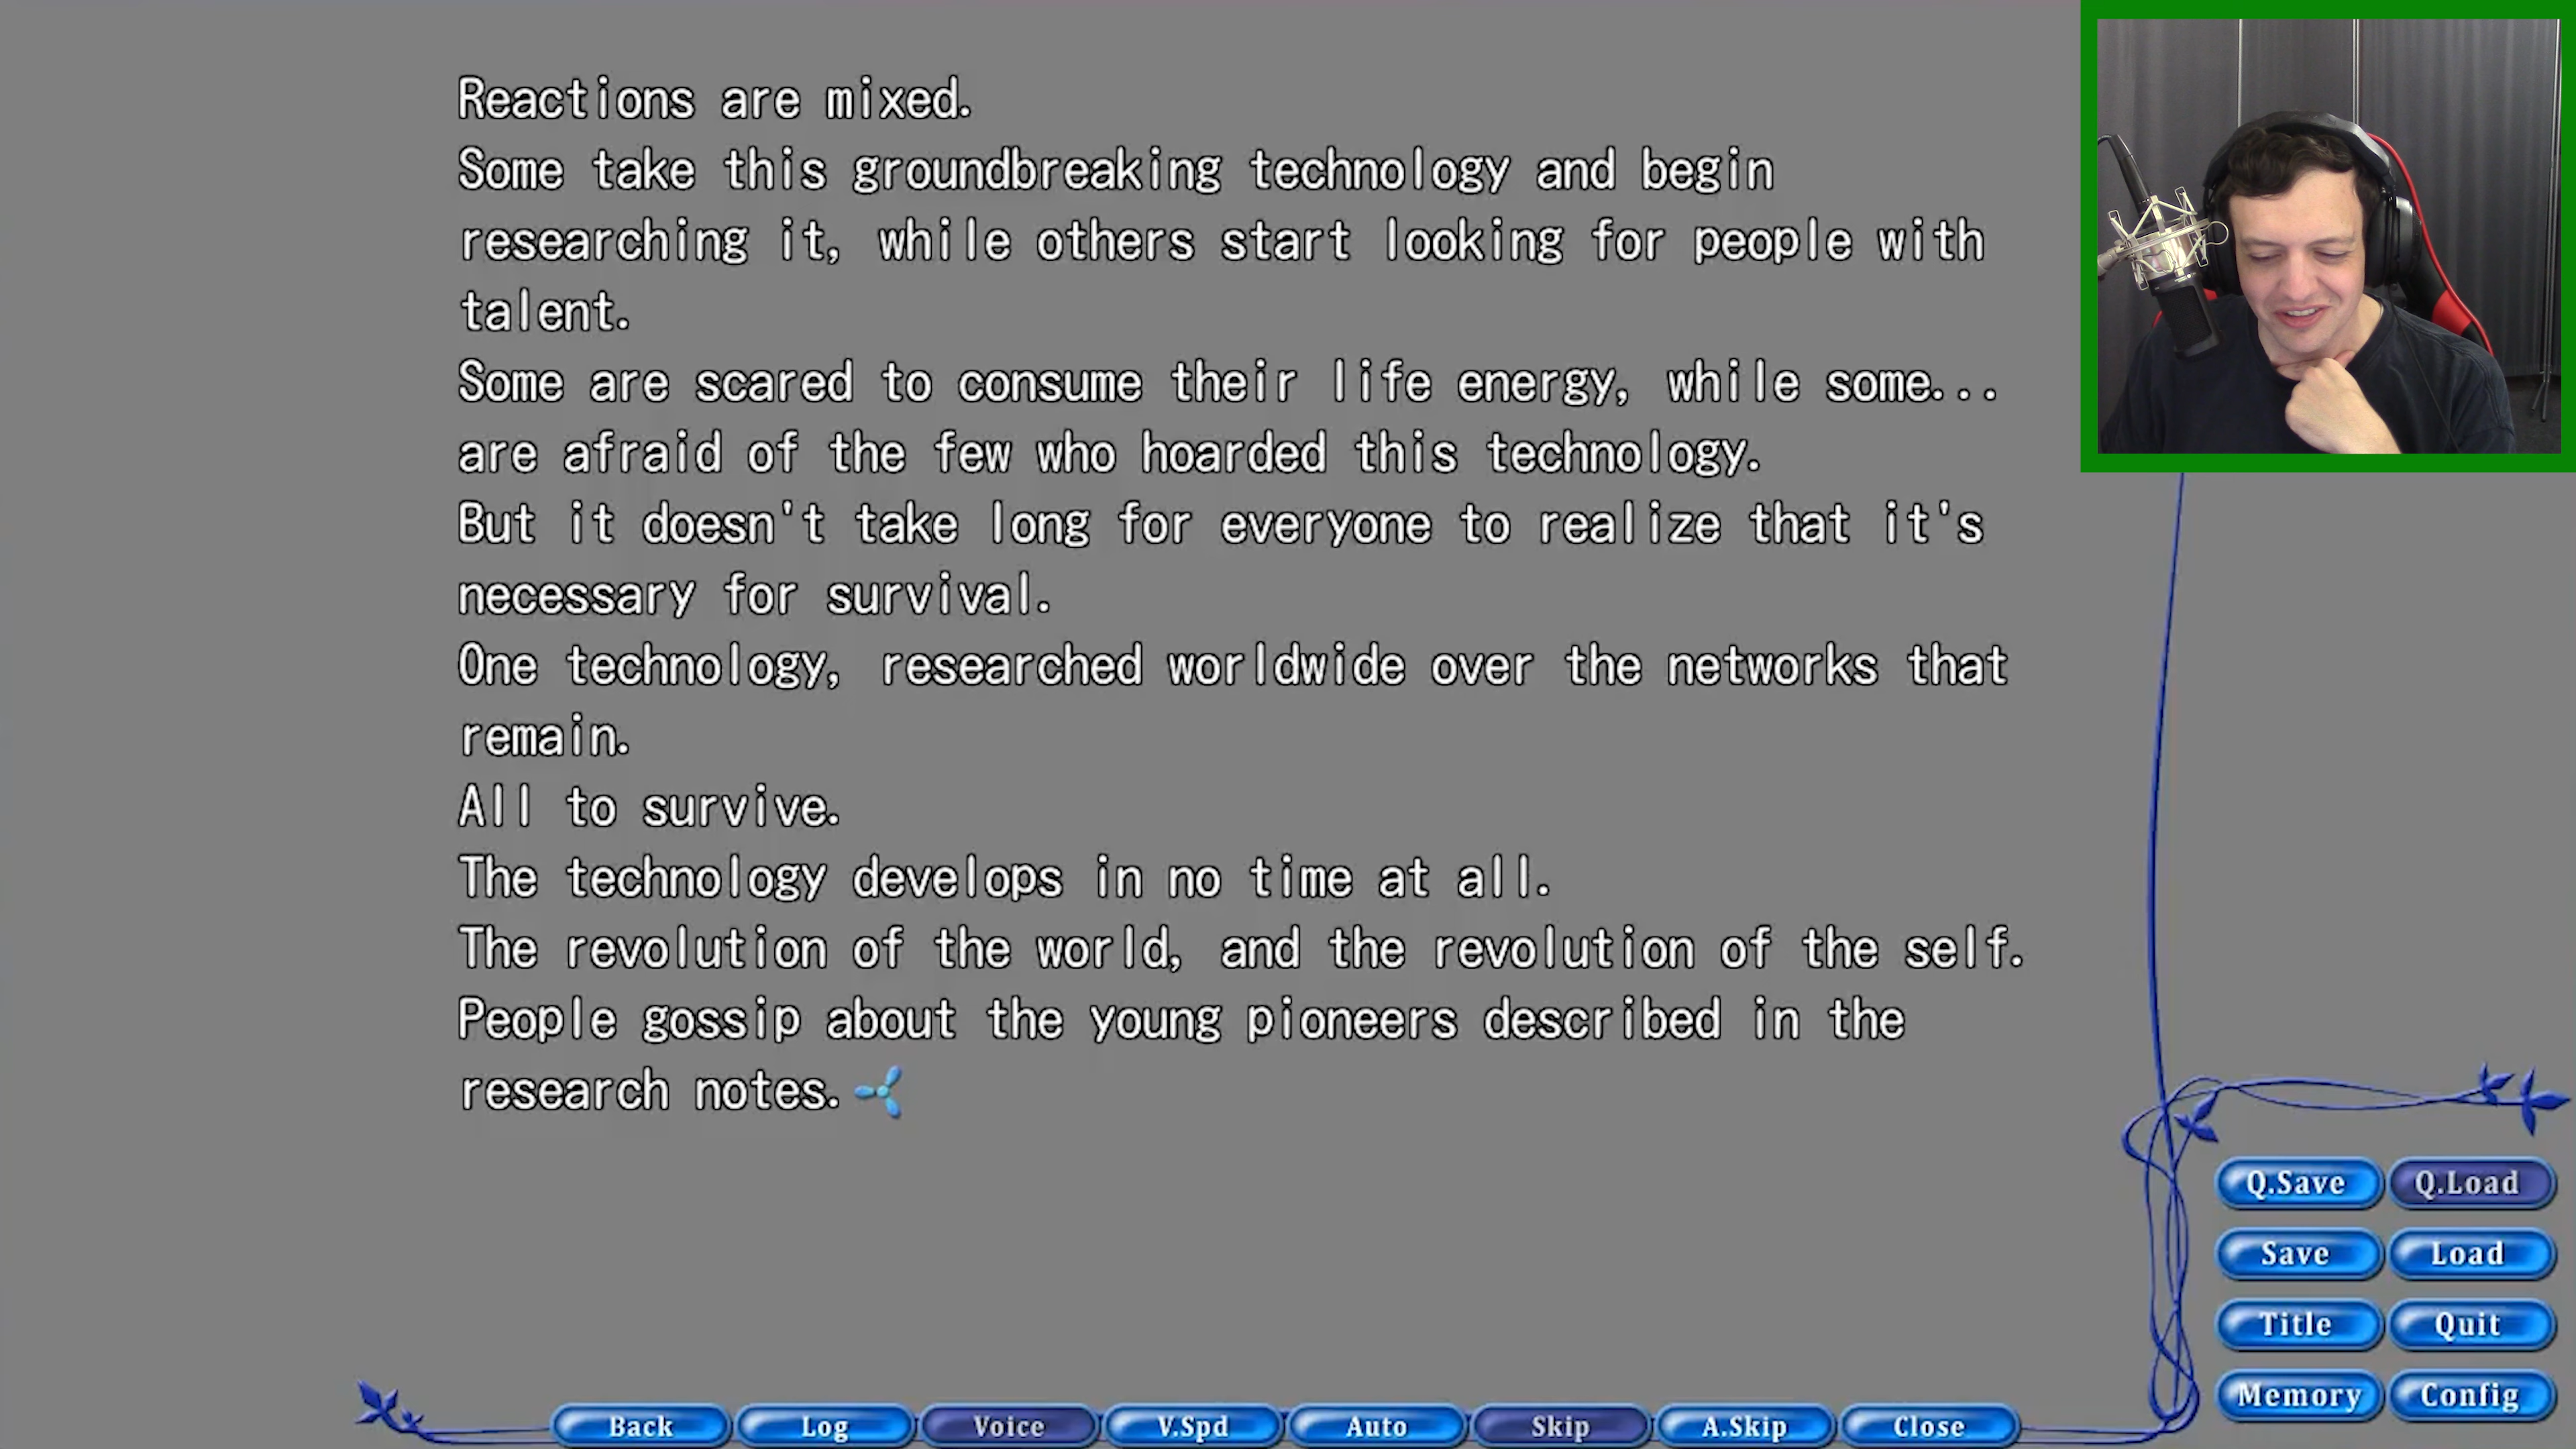 Reactions are mixed.
Some take this groundbreaking technology and begin
researching it, while others start looking for people with
talent.
Some are scared to consume their life energy, while some...
are afraid of the few who hoarded this technology.
But it doesn't take long for everyone to realize that it's
necessary for survival.
One technology, researched worldwide over the networks that
remain.
All to survive.
The technology develops in no time at all.
The revolution of the world, and the revolution of the self.
People gossip about the young pioneers described in the
research notes.
Q.Save Q.Load
Save Load
Title Quit
Memory Config
Back Log Voice V.Spd Auto Skip A.Skip Close